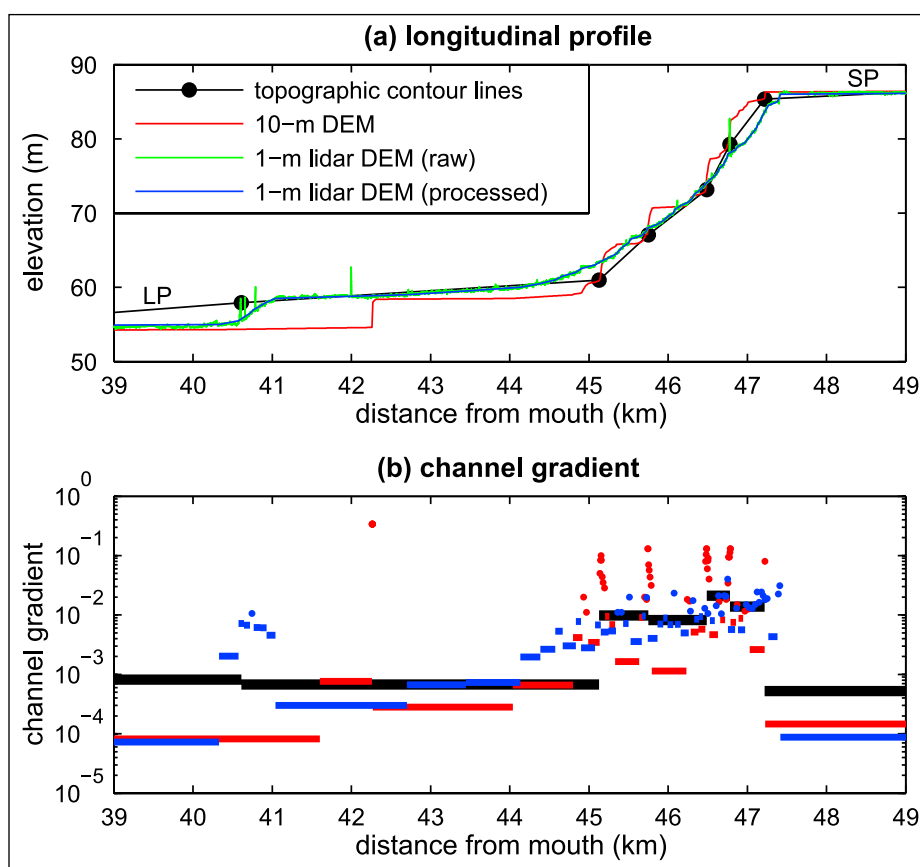 (a) longitudinal profile
90
80
70
60
50
elevation (m)
topographic contour lines
10−m DEM
1−m lidar DEM (raw)
1−m lidar DEM (processed)
LP
SP
39 40 41 42 43 44 45 46 47 48 49
distance from mouth (km)
(b) channel gradient
10^0
10^−1
10^−2
10^−3
10^−4
10^−5
channel gradient
39 40 41 42 43 44 45 46 47 48 49
distance from mouth (km)